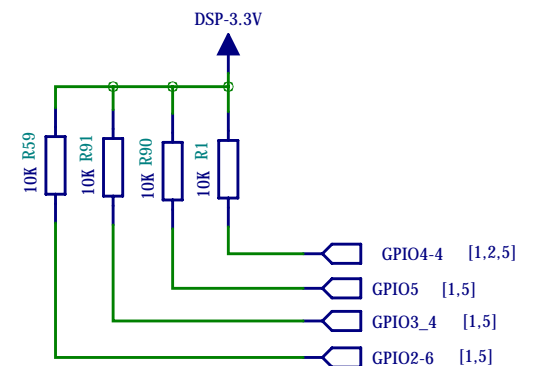 DSP-3.3V
10K R59
10K R91
10K R90
10K R1
GPIO4-4 [1,2,5]
GPIO5 [1,5]
GPIO3_4 [1,5]
GPIO2-6 [1,5]